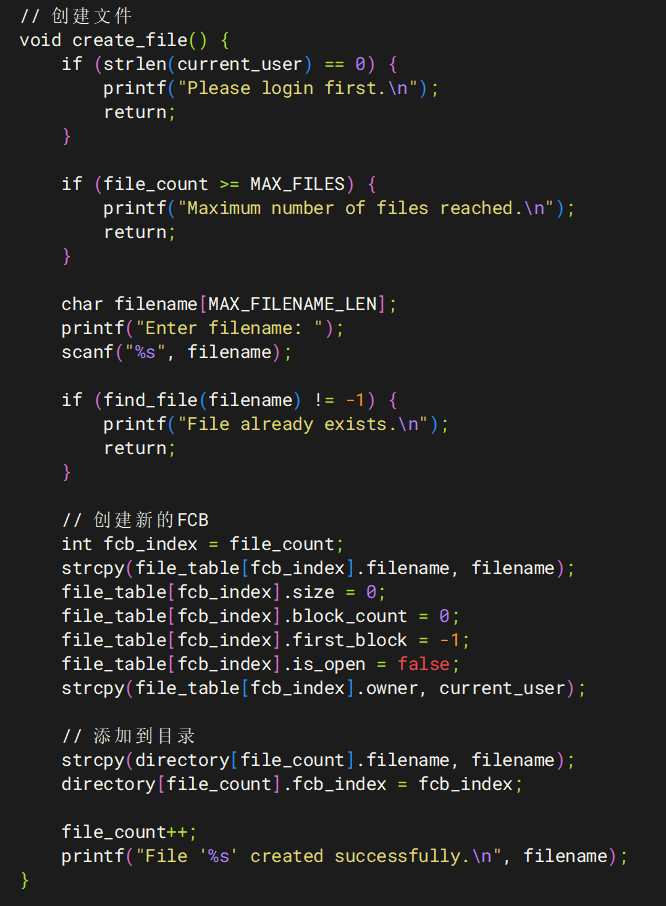 // 创建文件
void create_file() {
    if (strlen(current_user) == 0) {
        printf("Please login first.\n");
        return;
    }

    if (file_count >= MAX_FILES) {
        printf("Maximum number of files reached.\n");
        return;
    }

    char filename[MAX_FILENAME_LEN];
    printf("Enter filename: ");
    scanf("%s", filename);

    if (find_file(filename) != -1) {
        printf("File already exists.\n");
        return;
    }

    // 创建新的FCB
    int fcb_index = file_count;
    strcpy(file_table[fcb_index].filename, filename);
    file_table[fcb_index].size = 0;
    file_table[fcb_index].block_count = 0;
    file_table[fcb_index].first_block = -1;
    file_table[fcb_index].is_open = false;
    strcpy(file_table[fcb_index].owner, current_user);

    // 添加到目录
    strcpy(directory[file_count].filename, filename);
    directory[file_count].fcb_index = fcb_index;

    file_count++;
    printf("File '%s' created successfully.\n", filename);
}